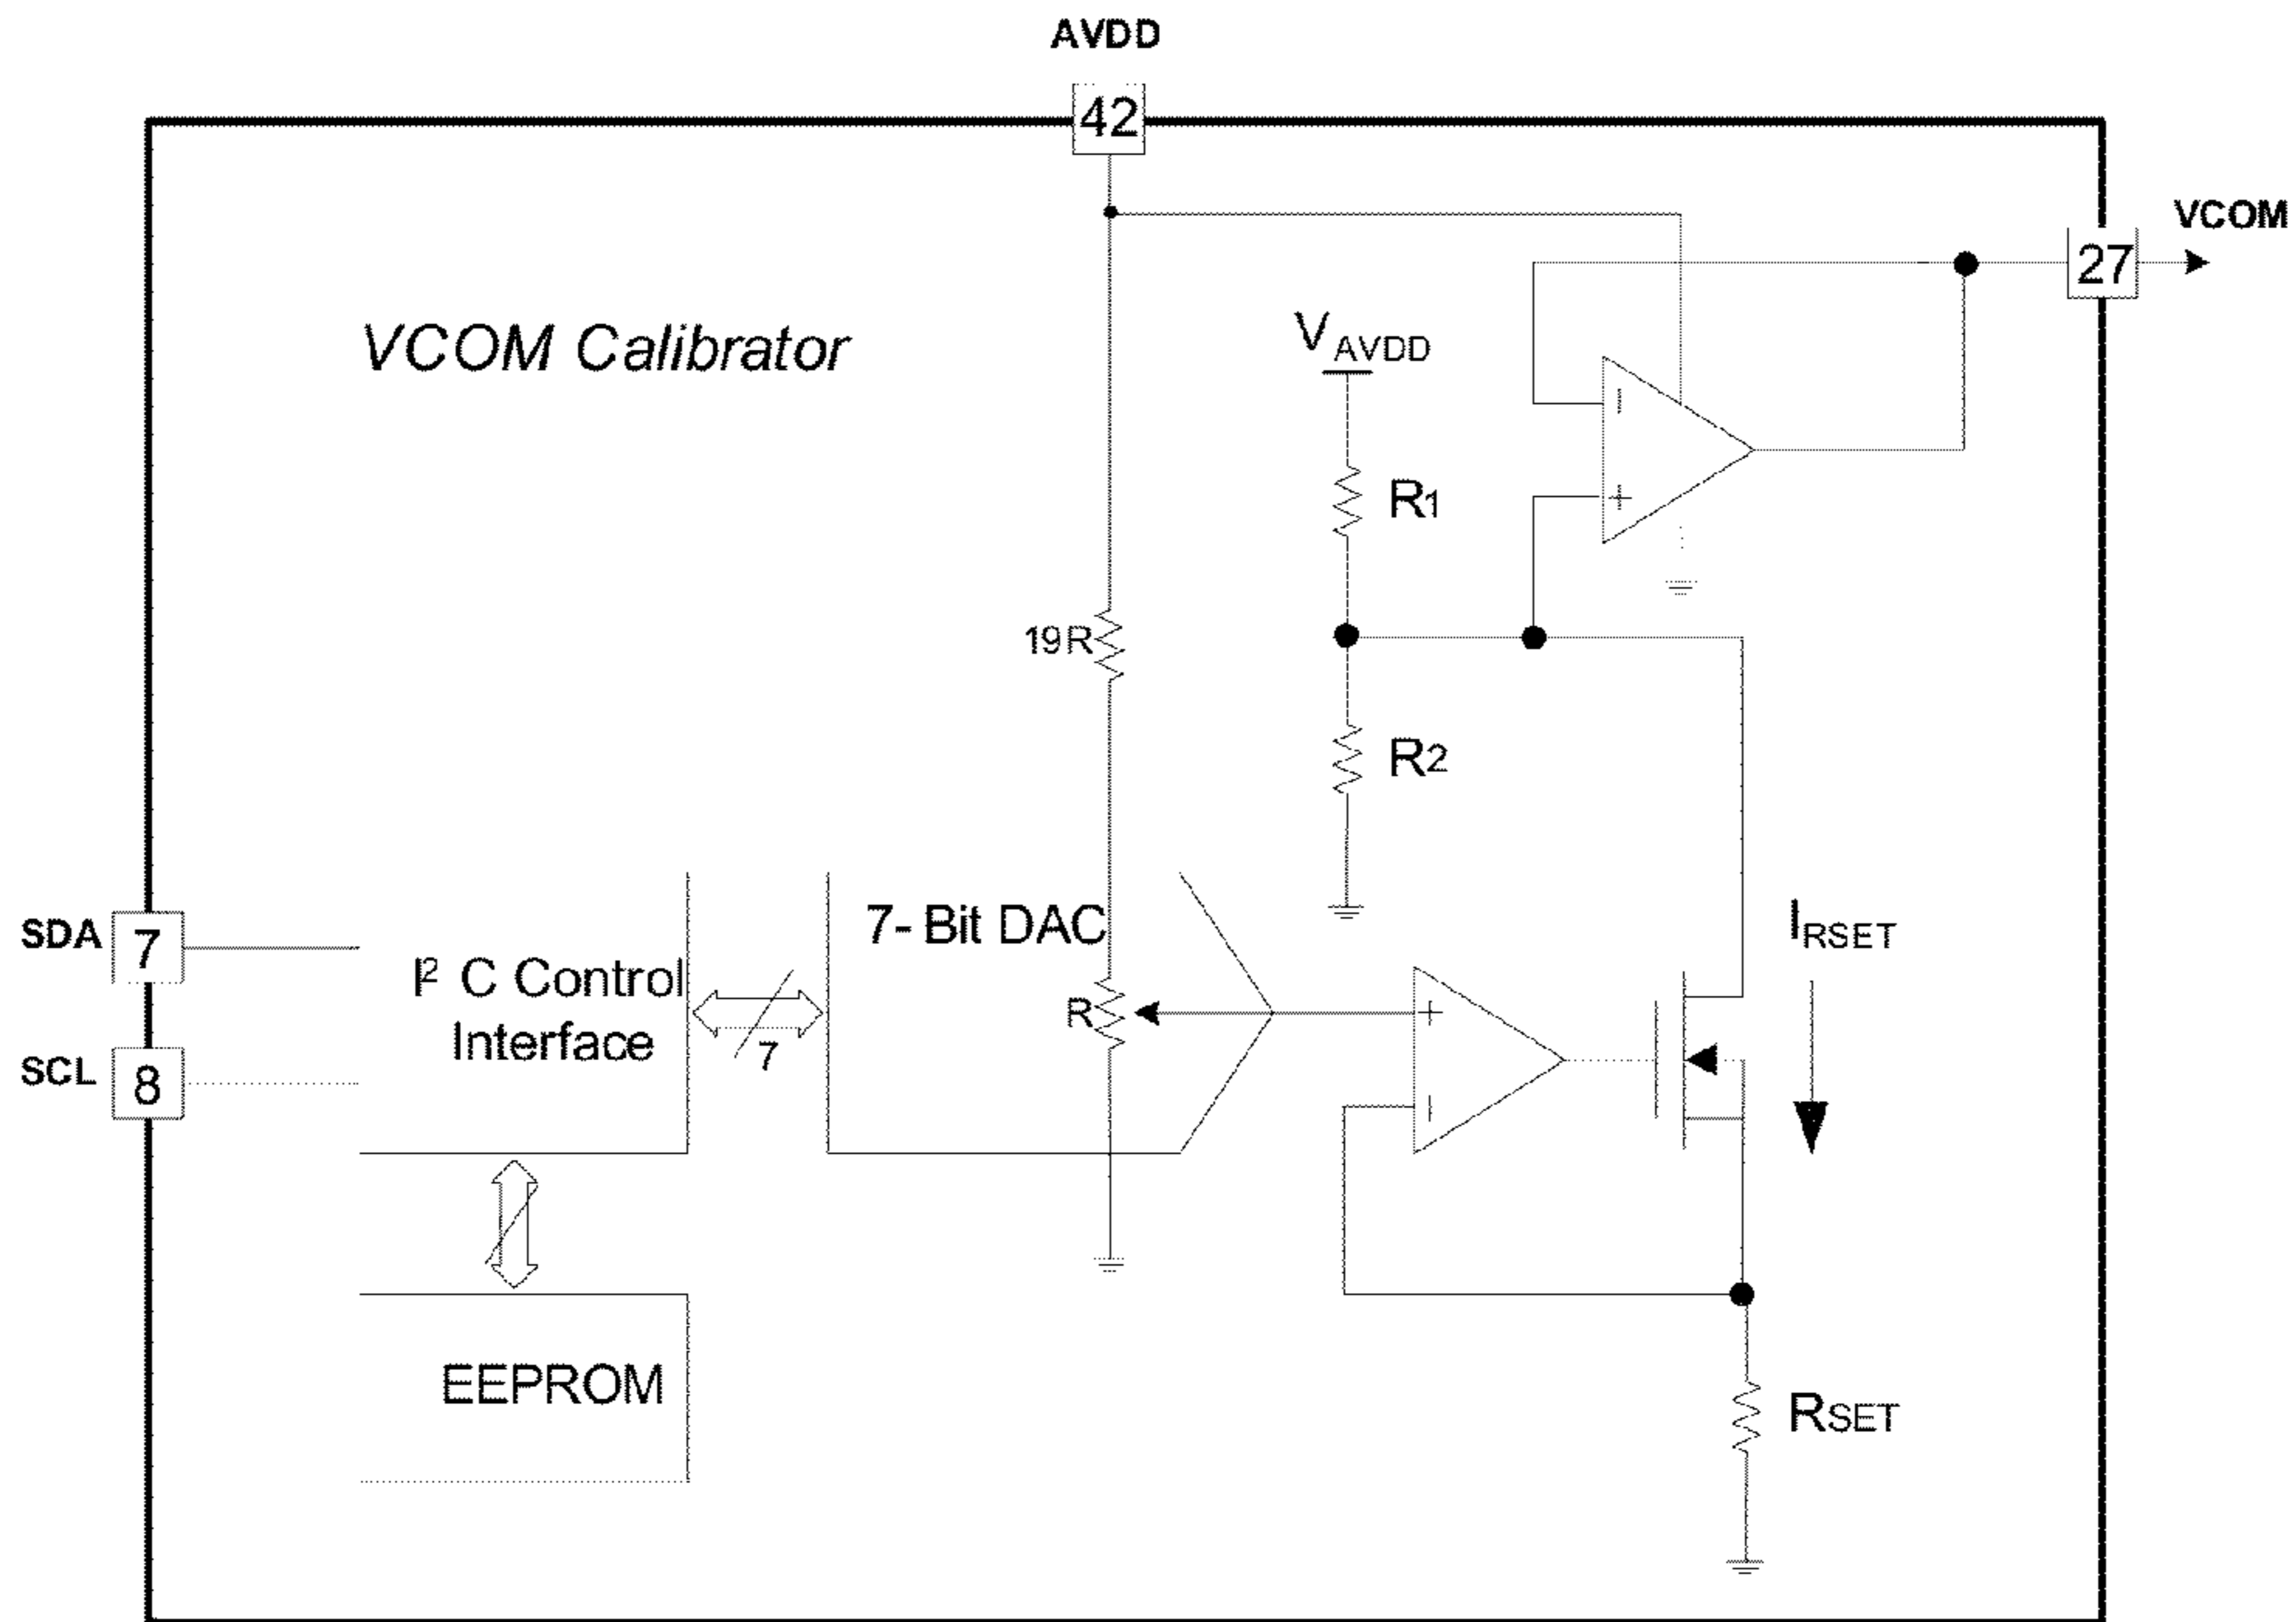 AVDD
42
VCOM
27
VCOM Calibrator
VAVDD
R1
19R
R2
7- Bit DAC
SDA
7
IRSET
I² C Control
Interface
R
7
SCL
8
EEPROM
RSET